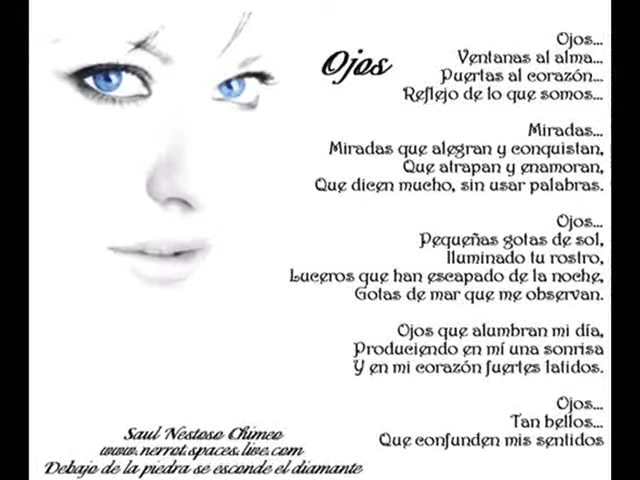 Ojos
Ojos...
Ventanas al alma...
Puertas al corazón...
Reflejo de lo que somos...
Miradas...
Miradas que alegran y conquistan,
Que atrapan y enamoran,
Que dicen mucho, sin usar palabras.
Ojos...
Pequeñas gotas de sol,
Iluminado tu rostro,
Luceros que han escapado de la noche,
Gotas de mar que me observan.
Ojos que alumbran mi día,
Produciendo en mí una sonrisa
Y en mi corazón fuertes latidos.
Ojos...
Tan bellos...
Que confunden mis sentidos
Saul Nestoso Chimeo
www.nerrot.spaces.live.com
Debajo de la piedra se esconde el diamante